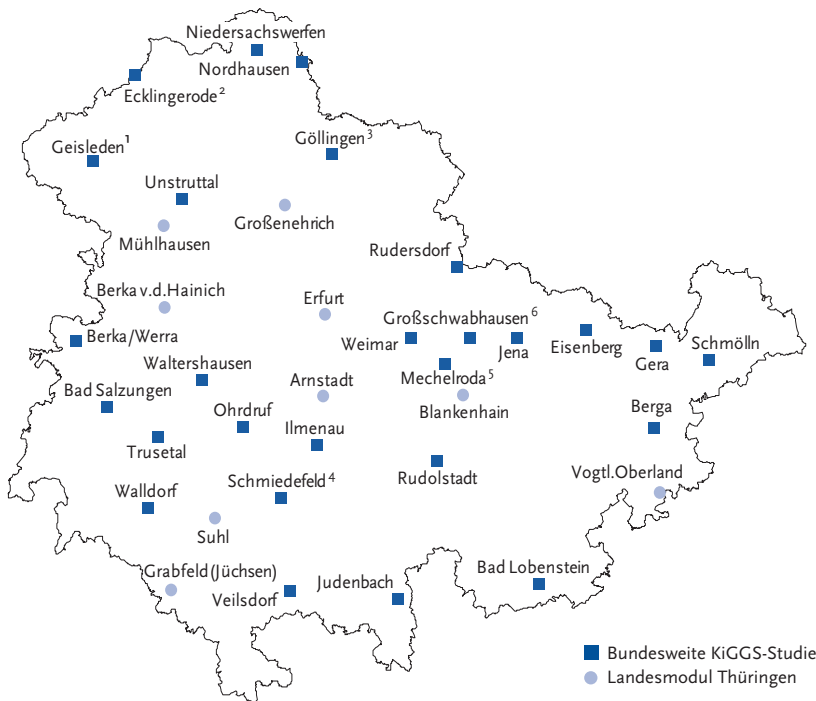 Niedersachswerfen
Nordhausen
Ecklingerode²
Geisleden¹
Göllingen³
Unstruttal
Großenehrich
Mühlhausen
Rudersdorf
Berka v.d.Hainich
Erfurt
Großschwabhausen⁶
Berka/Werra
Weimar
Jena
Eisenberg
Gera
Schmölln
Waltershausen
Mechelroda⁵
Arnstadt
Bad Salzungen
Blankenhain
Berga
Ohrdruf
Ilmenau
Trusetal
Schmiedefeld⁴
Rudolstadt
Vogtl.Oberland
Walldorf
Suhl
Grabfeld(Jüchsen)
Judenbach
Bad Lobenstein
Veilsdorf
Bundesweite KiGGS-Studie
Landesmodul Thüringen